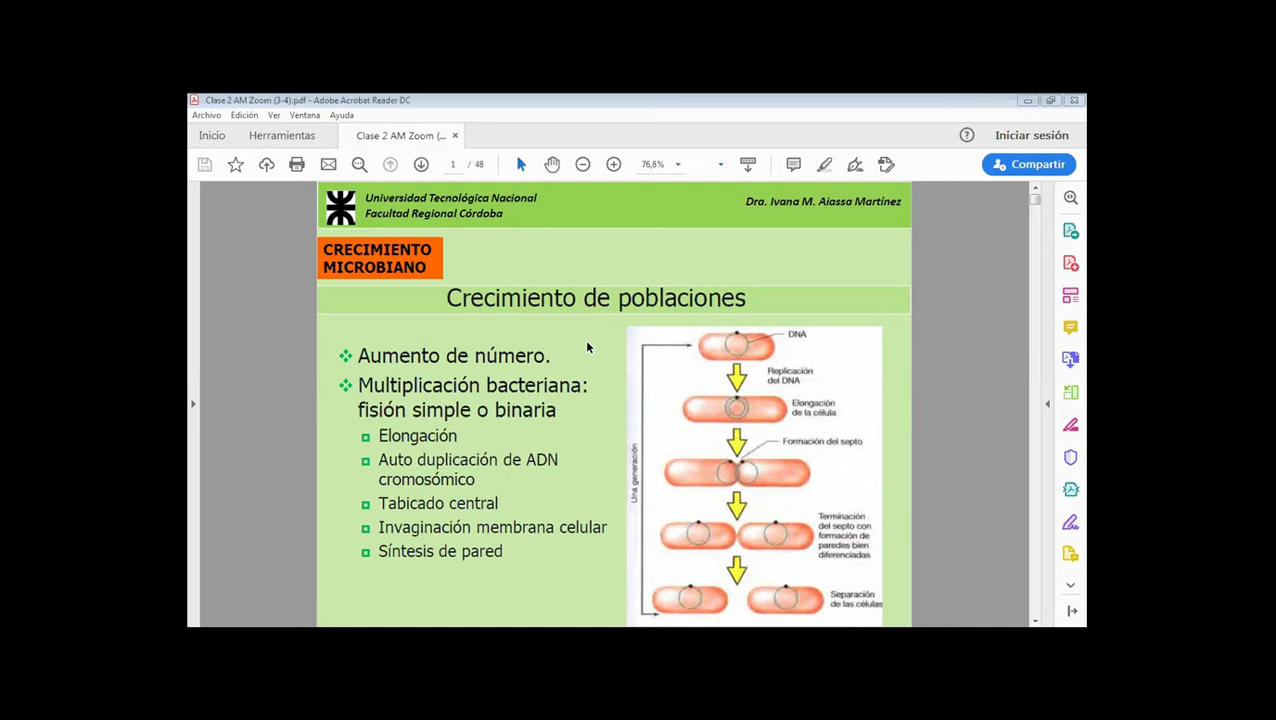 Clase 2 AM Zoom (3-4).pdf - Adobe Acrobat Reader DC
Archivo Edición Ver Ventana Ayuda
Inicio Herramientas Clase 2 AM Zoom (... × Iniciar sesión
1 / 48 76,8% Compartir
Universidad Tecnológica Nacional
Facultad Regional Córdoba
Dra. Ivana M. Aiassa Martínez
CRECIMIENTO
MICROBIANO
Crecimiento de poblaciones
Aumento de número.
Multiplicación bacteriana:
fisión simple o binaria
Elongación
Auto duplicación de ADN
cromosómico
Tabicado central
Invaginación membrana celular
Síntesis de pared
DNA
Replicación
del DNA
Elongación
de la célula
Formación del septo
Una generación
Terminación
del septo con
formación de
paredes bien
diferenciadas
Separación
de las células